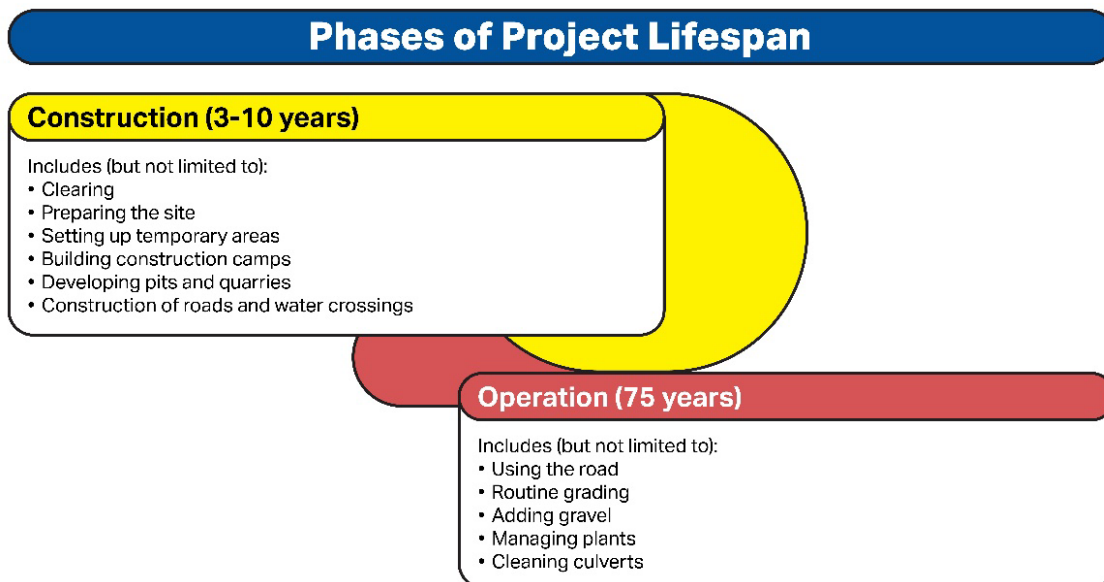 Phases of Project Lifespan
Construction (3-10 years)
Includes (but not limited to):
• Clearing
• Preparing the site
• Setting up temporary areas
• Building construction camps
• Developing pits and quarries
• Construction of roads and water crossings
Operation (75 years)
Includes (but not limited to):
• Using the road
• Routine grading
• Adding gravel
• Managing plants
• Cleaning culverts